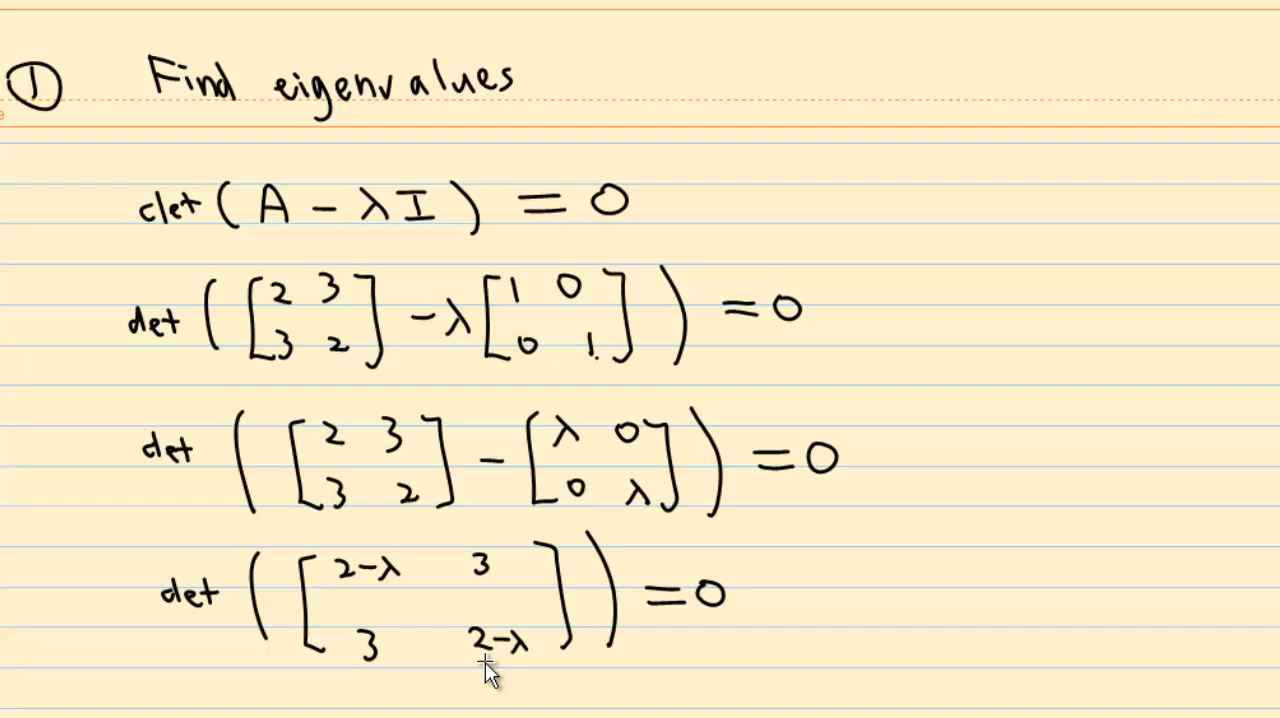 ① Find eigenvalues
e
det(A - λI) = 0
det([2 3; 3 2] - λ[1 0; 0 1]) = 0
det([2 3; 3 2] - [λ 0; 0 λ]) = 0
det([2-λ 3; 3 2-λ]) = 0